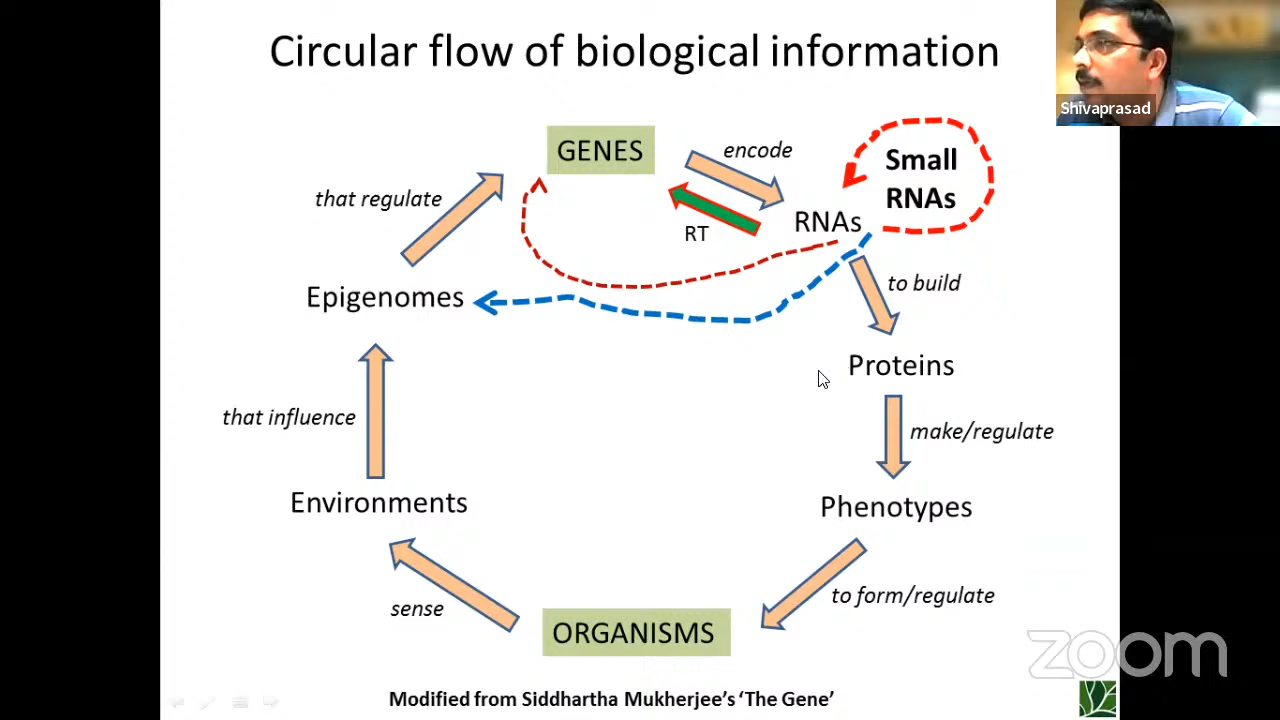 Circular flow of biological information
Shivaprasad
GENES
encode
Small
RNAs
that regulate
RNAs
RT
to build
Epigenomes
Proteins
that influence
make/regulate
Environments
Phenotypes
sense
to form/regulate
ORGANISMS
zoom
Modified from Siddhartha Mukherjee's 'The Gene'